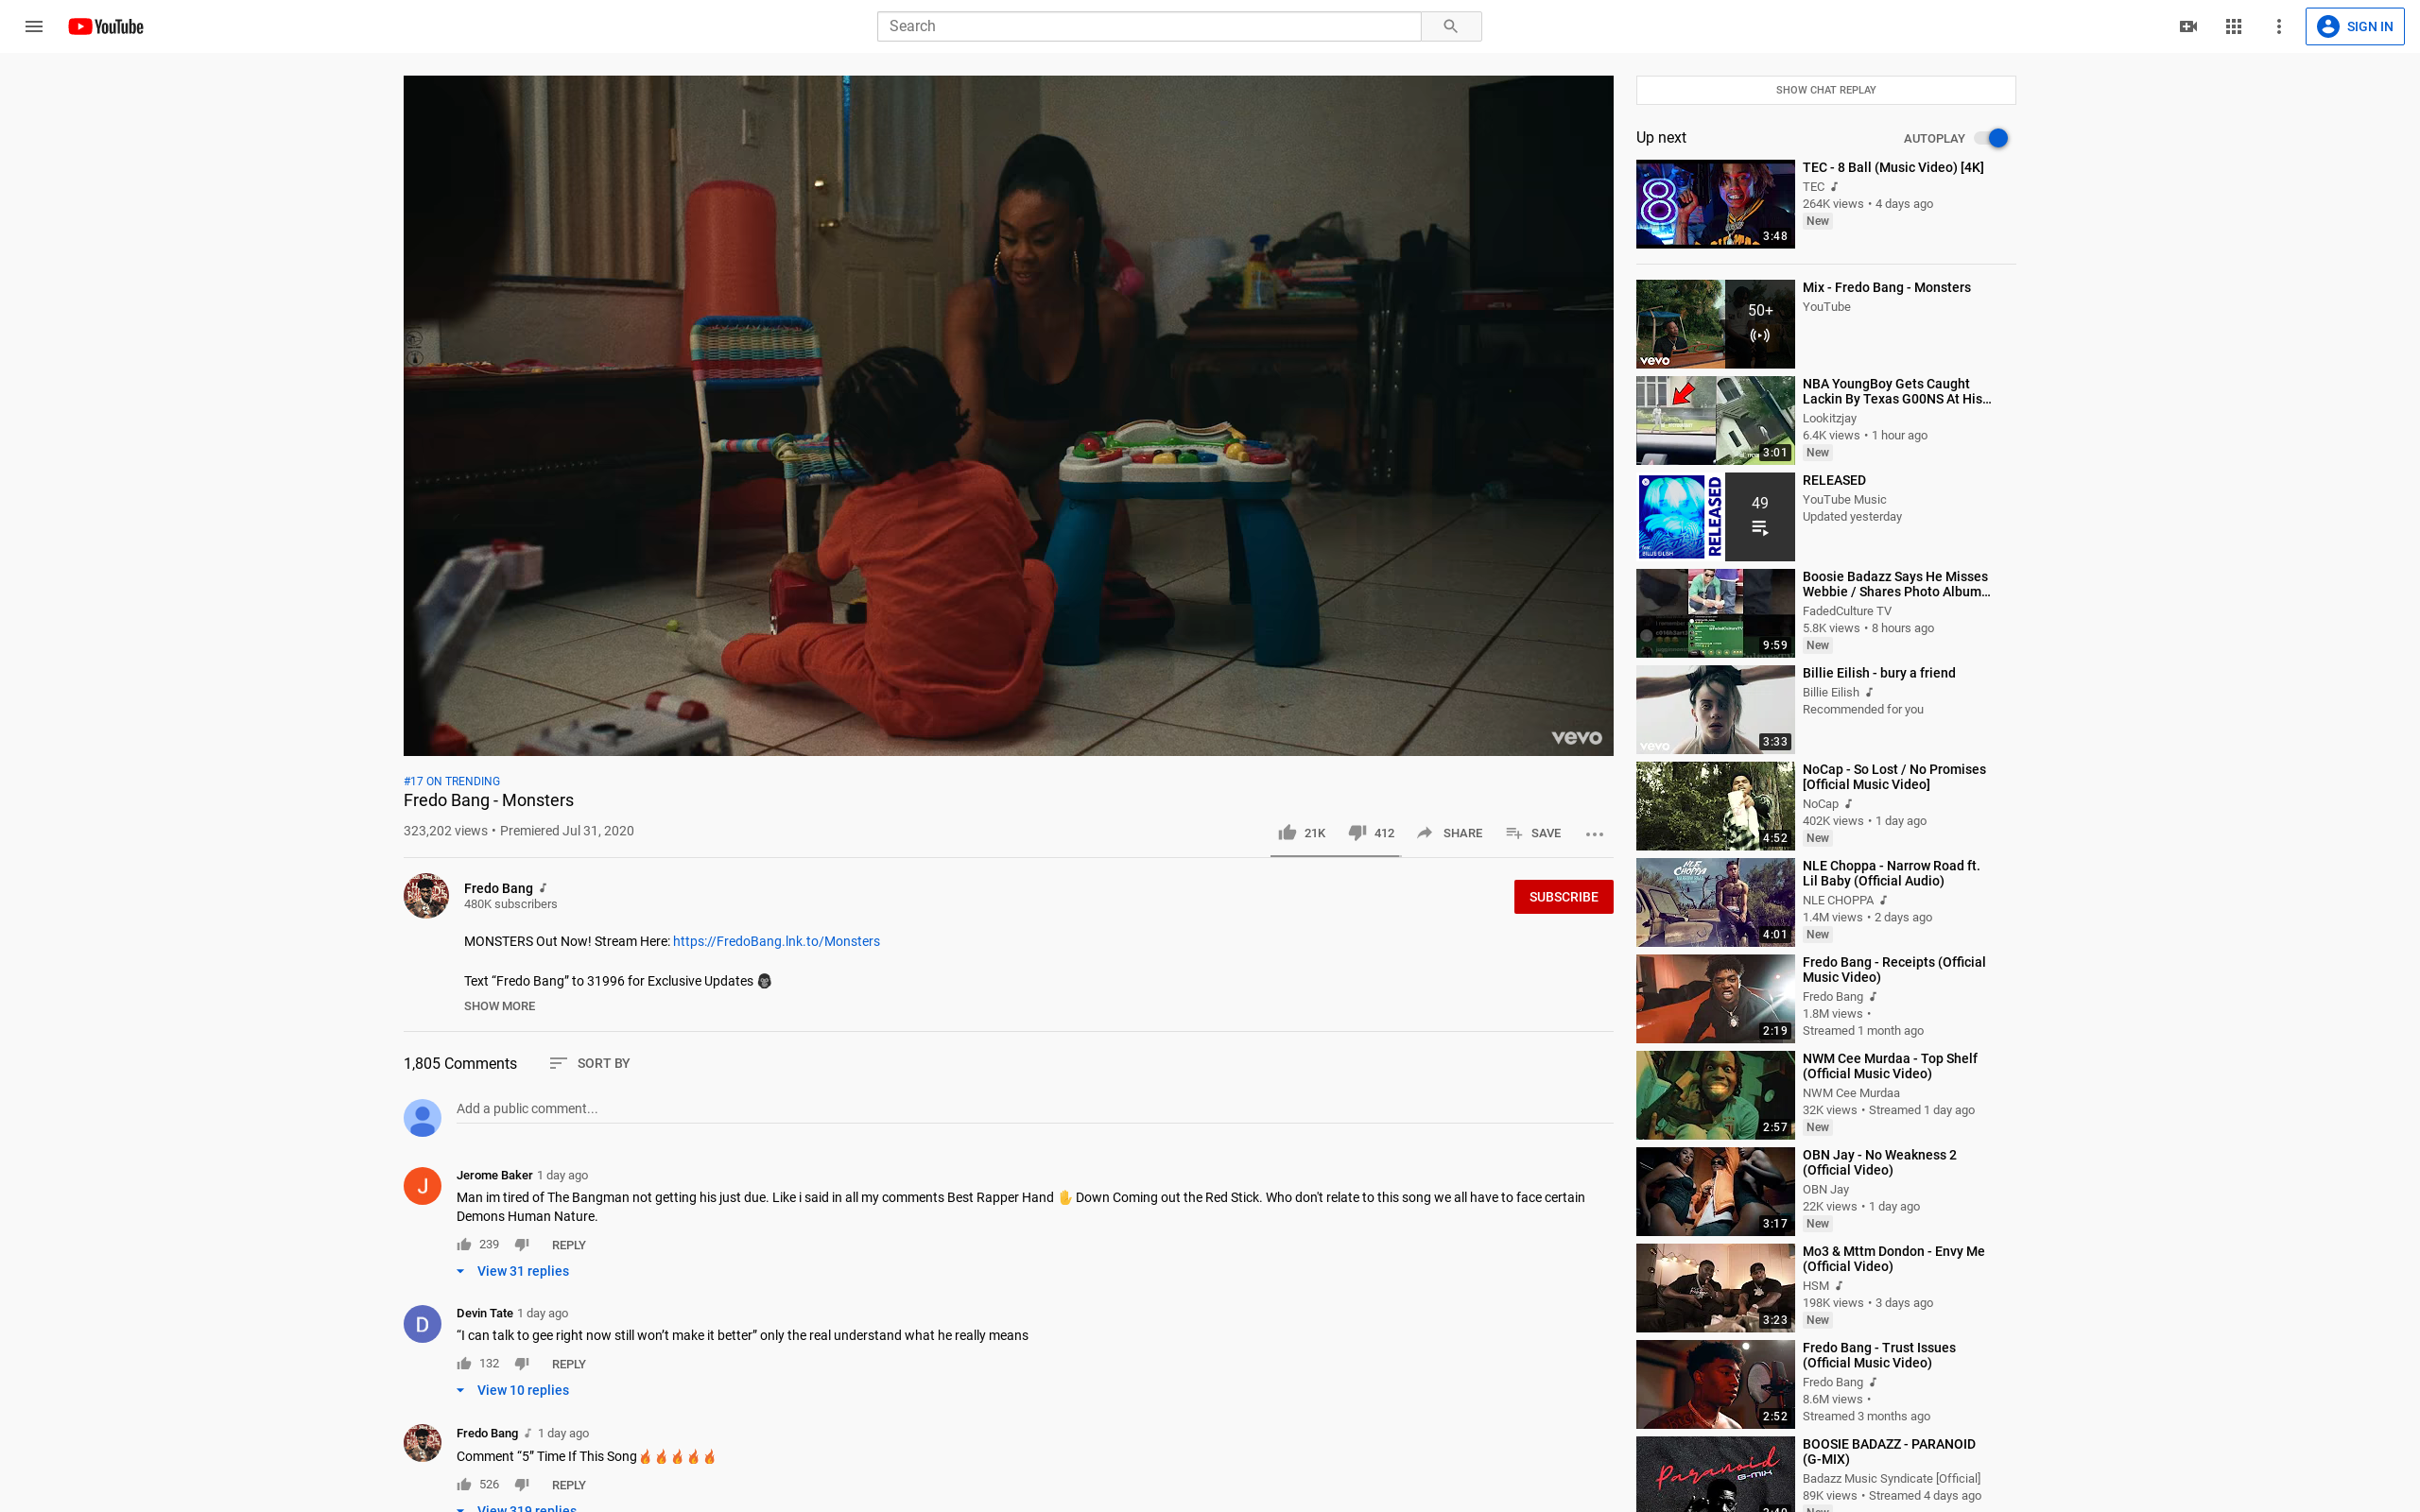 YouTube
Search
SIGN IN
vevo
#17 ON TRENDING
Fredo Bang - Monsters
323,202 views • Premiered Jul 31, 2020
21K 412 SHARE SAVE
Fredo Bang
480K subscribers
SUBSCRIBE
MONSTERS Out Now! Stream Here: https://FredoBang.lnk.to/Monsters
Text “Fredo Bang” to 31996 for Exclusive Updates 🦍
SHOW MORE
1,805 Comments SORT BY
Add a public comment...
J
Jerome Baker 1 day ago
Man im tired of The Bangman not getting his just due. Like i said in all my comments Best Rapper Hand ✋ Down Coming out the Red Stick. Who don't relate to this song we all have to face certain
Demons Human Nature.
239 REPLY
View 31 replies
D
Devin Tate 1 day ago
“I can talk to gee right now still won’t make it better” only the real understand what he really means
132 REPLY
View 10 replies
Fredo Bang 1 day ago
Comment “5” Time If This Song🔥🔥🔥🔥🔥
526 REPLY
View 319 replies
SHOW CHAT REPLAY
Up next AUTOPLAY
8
3:48
TEC - 8 Ball (Music Video) [4K]
TEC
264K views • 4 days ago
New
50+
vevo
Mix - Fredo Bang - Monsters
YouTube
3:01
NBA YoungBoy Gets Caught
Lackin By Texas G00NS At His...
Lookitzjay
6.4K views • 1 hour ago
New
RELEASED
BILLIE EILISH
49
RELEASED
YouTube Music
Updated yesterday
9:59
Boosie Badazz Says He Misses
Webbie / Shares Photo Album...
FadedCulture TV
5.8K views • 8 hours ago
New
vevo
3:33
Billie Eilish - bury a friend
Billie Eilish
Recommended for you
4:52
NoCap - So Lost / No Promises
[Official Music Video]
NoCap
402K views • 1 day ago
New
NLE CHOPPA
4:01
NLE Choppa - Narrow Road ft.
Lil Baby (Official Audio)
NLE CHOPPA
1.4M views • 2 days ago
New
2:19
Fredo Bang - Receipts (Official
Music Video)
Fredo Bang
1.8M views •
Streamed 1 month ago
2:57
NWM Cee Murdaa - Top Shelf
(Official Music Video)
NWM Cee Murdaa
32K views • Streamed 1 day ago
New
3:17
OBN Jay - No Weakness 2
(Official Video)
OBN Jay
22K views • 1 day ago
New
3:23
Mo3 & Mttm Dondon - Envy Me
(Official Video)
HSM
198K views • 3 days ago
New
2:52
Fredo Bang - Trust Issues
(Official Music Video)
Fredo Bang
8.6M views •
Streamed 3 months ago
Paranoid
G-MIX
BOOSIE BADAZZ - PARANOID
(G-MIX)
Badazz Music Syndicate [Official]
89K views • Streamed 4 days ago
New